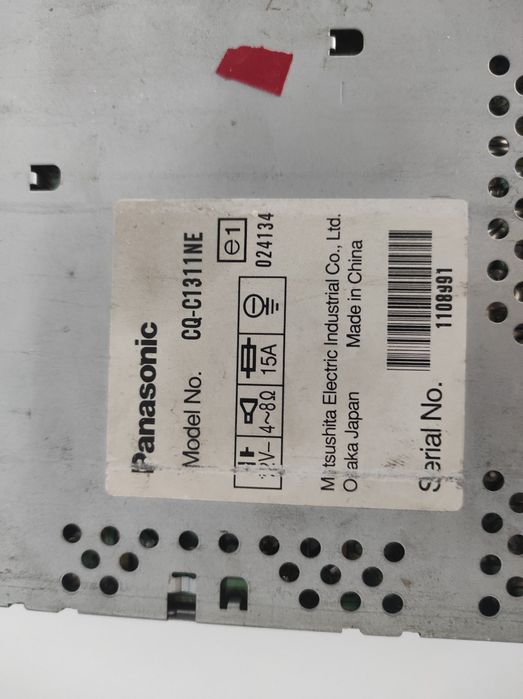 Panasonic
Model No. CQ-C1311NE
e1
024134
4~8Ω 15A
Matsushita Electric Industrial Co., Ltd.
Osaka Japan Made in China
Serial No. 1108991